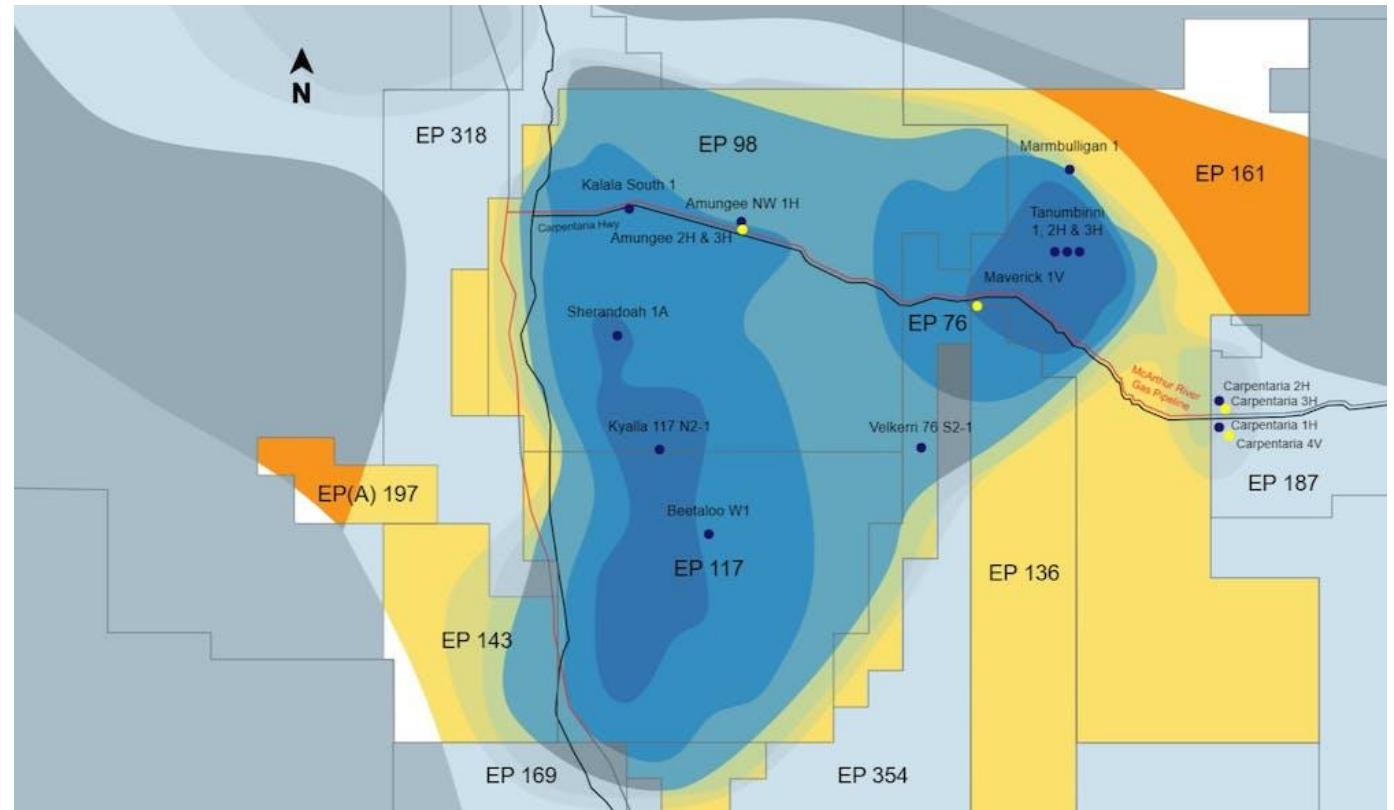 N
EP 318
EP 98
Marmbulligan 1
EP 161
Kalala South 1
Amungee NW 1H
Tanumbirini
1, 2H & 3H
Carpentaria Hwy
Amungee 2H & 3H
Maverick 1V
Sherandoah 1A
EP 76
McArthur River
Gas Pipeline
Carpentaria 2H
Carpentaria 3H
Kyalla 117 N2-1
Velkerri 76 S2-1
Carpentaria 1H
Carpentaria 4V
EP(A) 197
EP 187
Beetaloo W1
EP 117
EP 136
EP 143
EP 169
EP 354